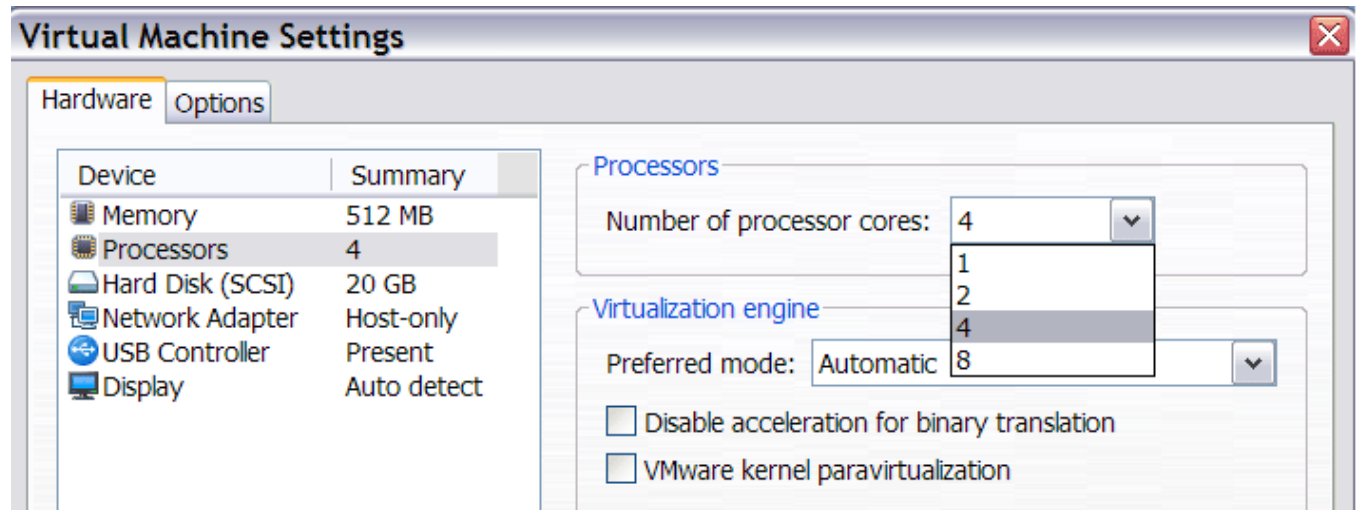 Virtual Machine Settings
Hardware Options
Device Summary
Memory 512 MB
Processors 4
Hard Disk (SCSI) 20 GB
Network Adapter Host-only
USB Controller Present
Display Auto detect
Processors
Number of processor cores: 4
1
2
4
8
Virtualization engine
Preferred mode: Automatic
Disable acceleration for binary translation
VMware kernel paravirtualization